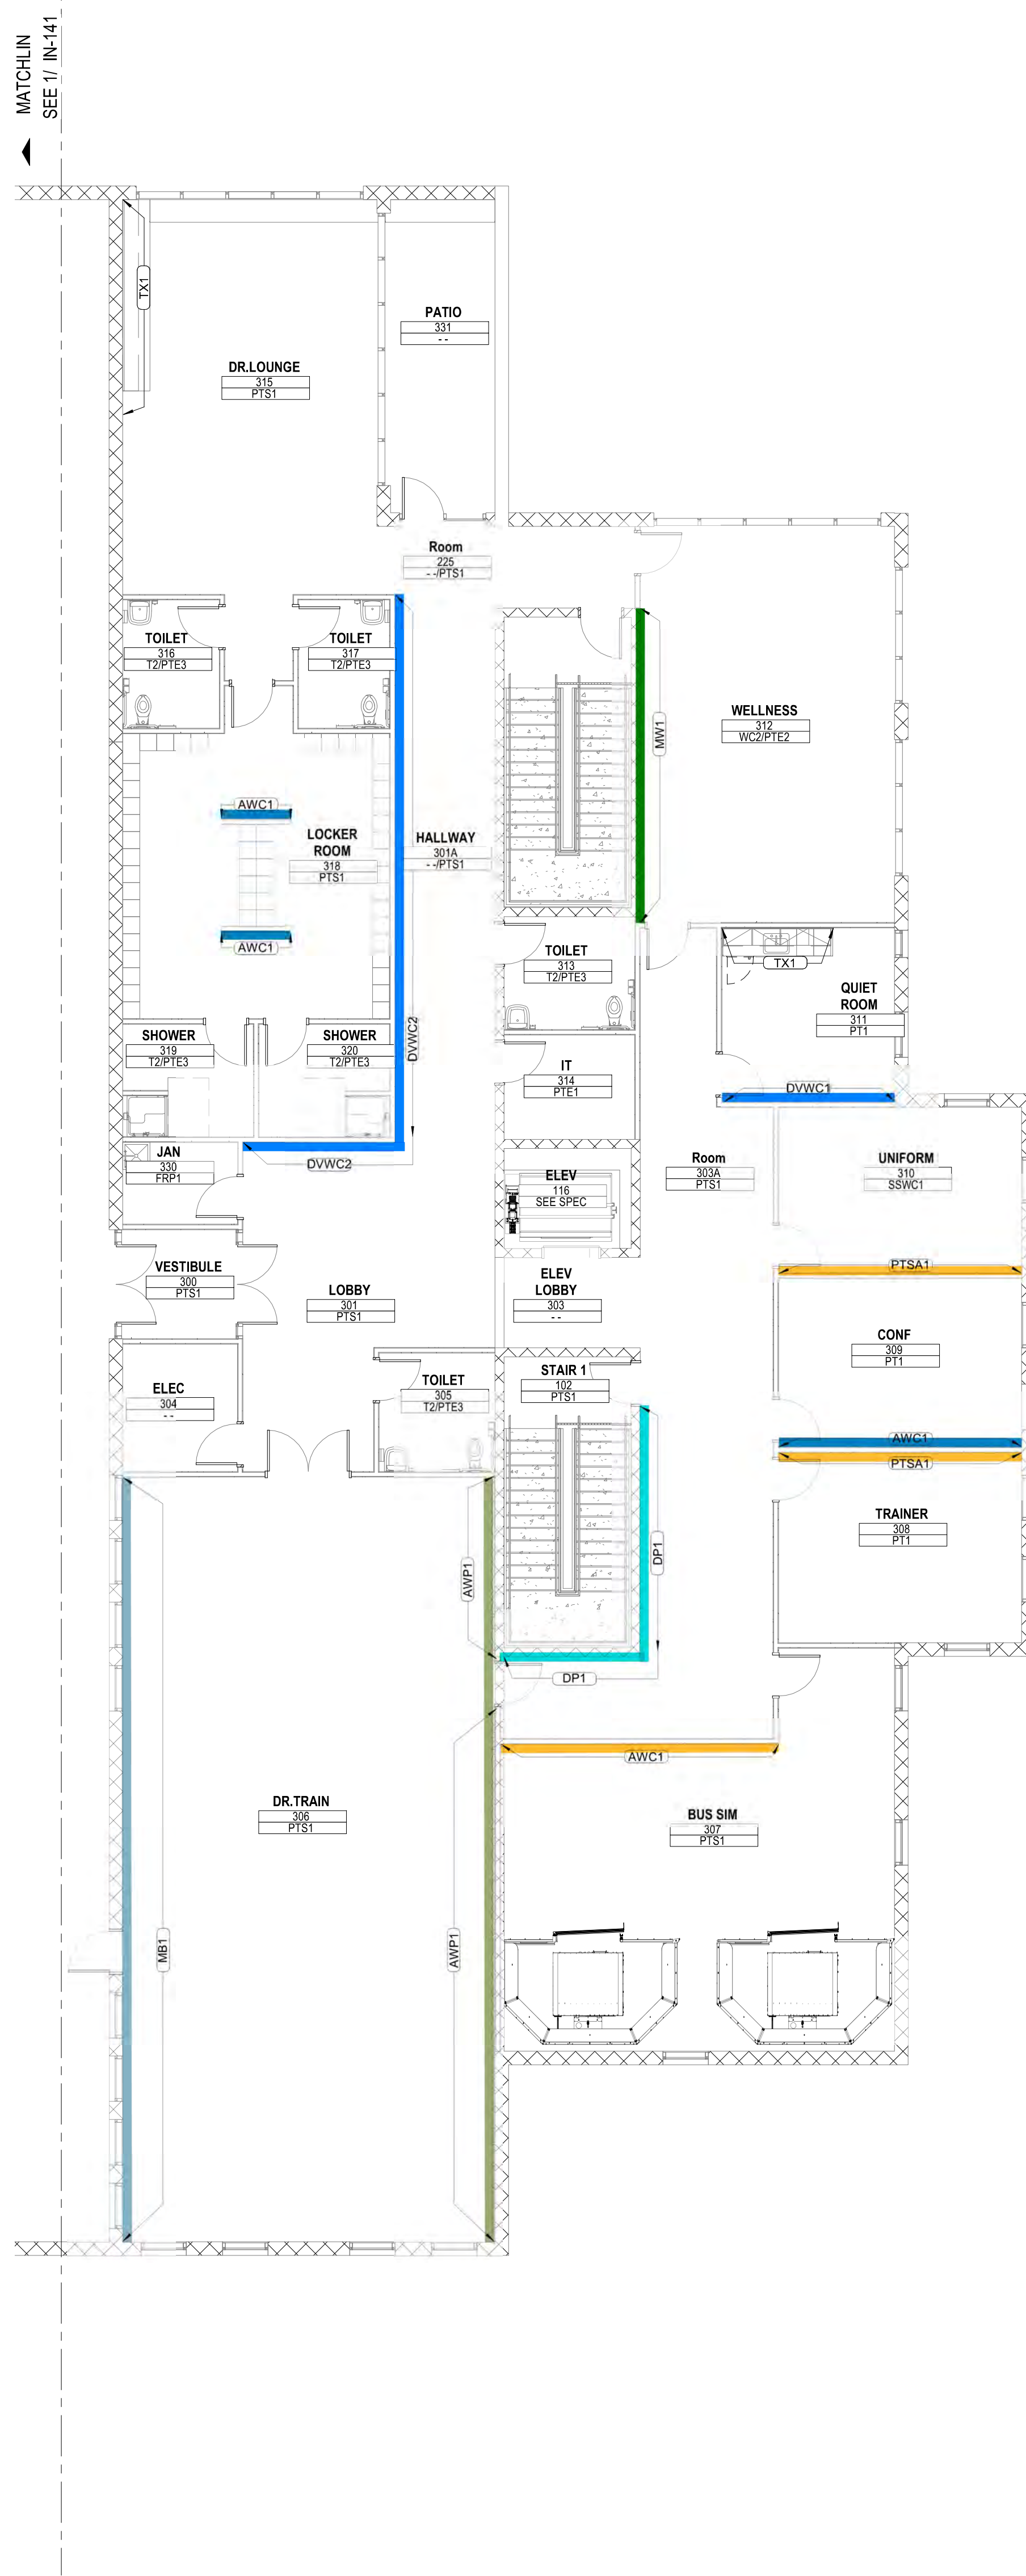 MATCHLIN
SEE 1/ IN-141
TX1
PATIO
331
- -
DR.LOUNGE
315
PTS1
Room
225
- -/PTS1
TOILET
316
T2/PTE3
TOILET
317
T2/PTE3
MW1
WELLNESS
312
WC2/PTE2
AWC1
LOCKER
ROOM
318
PTS1
HALLWAY
301A
- -/PTS1
AWC1
TOILET
313
T2/PTE3
TX1
QUIET
ROOM
311
PT1
SHOWER
319
T2/PTE3
SHOWER
320
T2/PTE3
DVWC2
IT
314
PTE1
DVWC1
JAN
330
FRP1
DVWC2
ELEV
116
SEE SPEC
Room
303A
PTS1
UNIFORM
310
SSWC1
PTSA1
VESTIBULE
300
PTS1
LOBBY
301
PTS1
ELEV
LOBBY
303
- -
CONF
309
PT1
ELEC
304
- -
TOILET
305
T2/PTE3
STAIR 1
102
PTS1
AWC1
PTSA1
TRAINER
308
PT1
DP1
AWP1
DP1
AWC1
DR.TRAIN
306
PTS1
BUS SIM
307
PTS1
MB1
AWP1